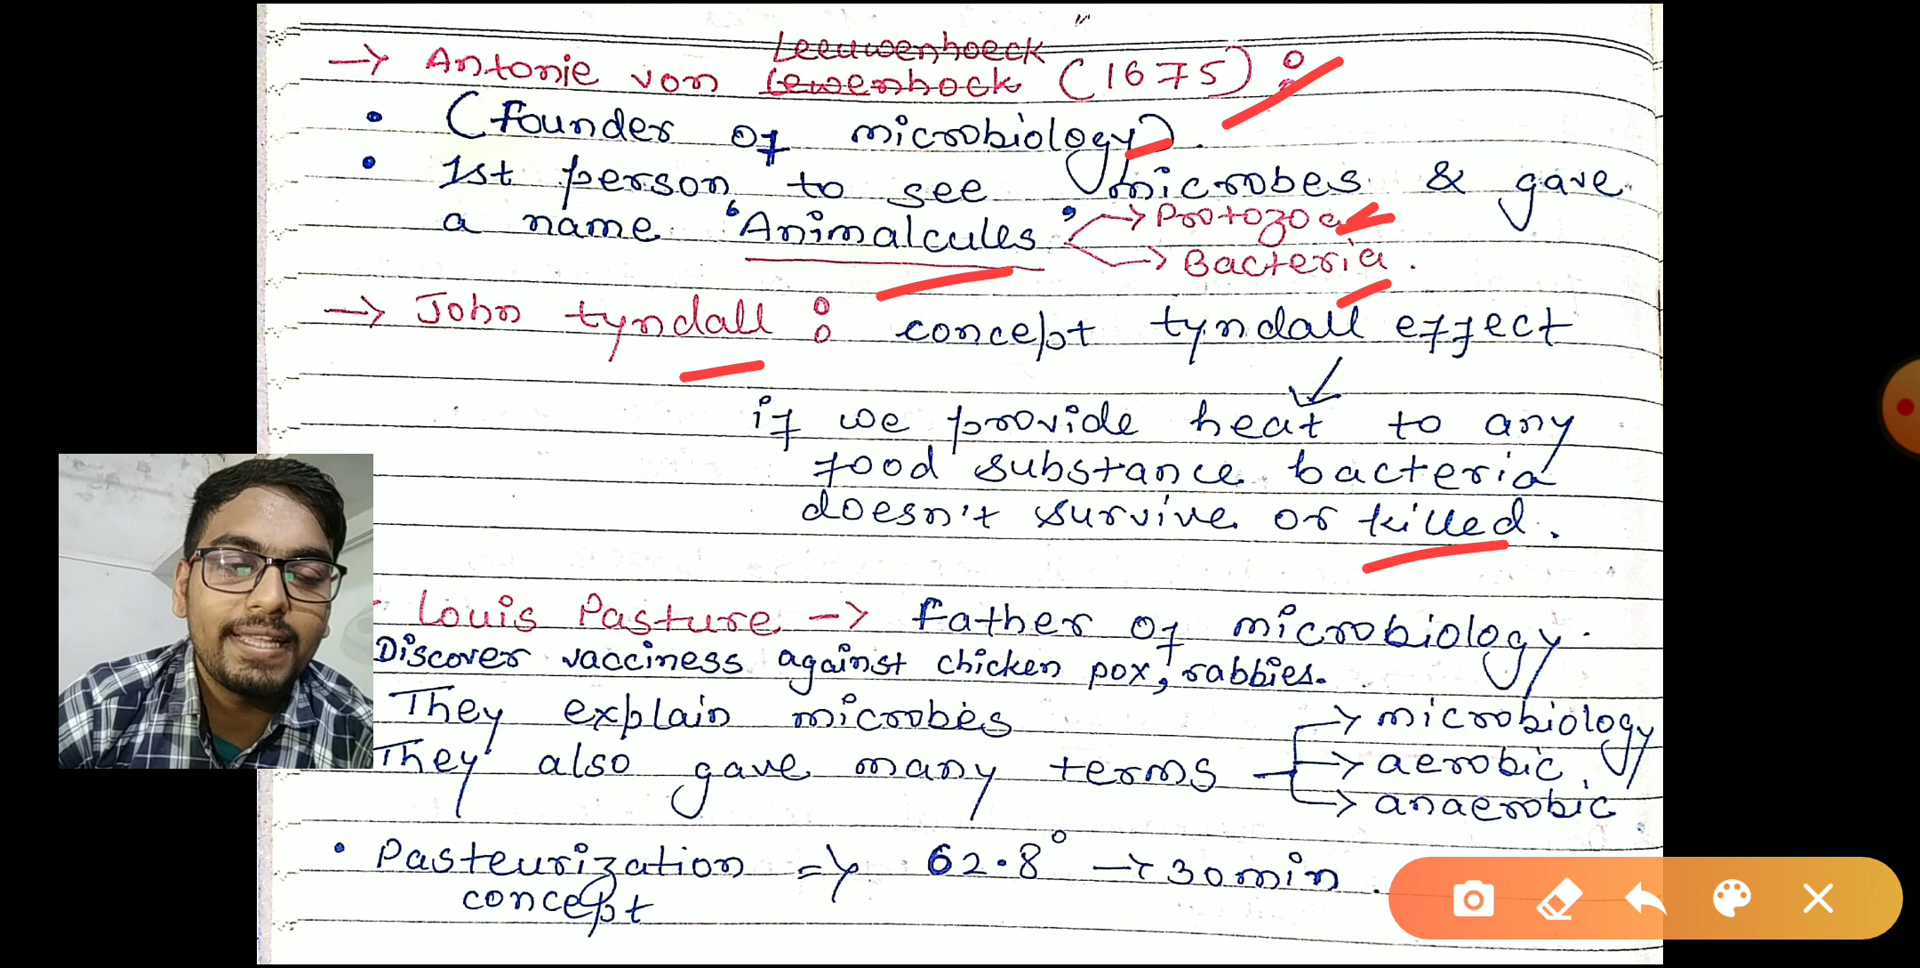 Leeuwenhoeck
→ Antonie von Lewenhock (1675) :
• (founder of microbiology).
• 1st person to see microbes & gave
a name 'Animalcules' → Protozoa
→ Bacteria.
→ John tyndall : concept tyndall effect
if we provide heat to any
food substance bacteria
doesn't survive or killed.
Louis Pasture → Father of microbiology.
Discover vacciness against chicken pox, rabbies.
They explain microbes
They also gave many terms → microbiology
→ aerobic,
→ anaerobic
• Pasteurization => 62.8° → 30 min.
concept